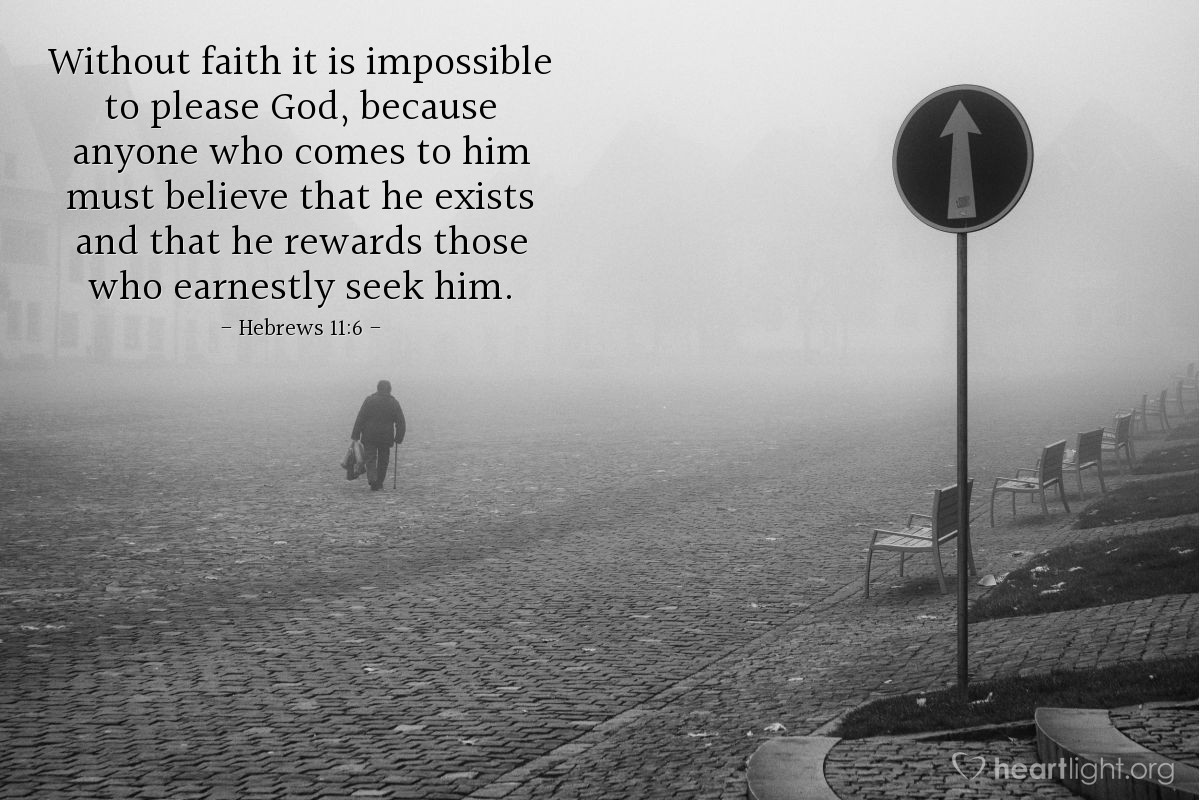 Without faith it is impossible
to please God, because
anyone who comes to him
must believe that he exists
and that he rewards those
who earnestly seek him.
- Hebrews 11:6 -
heartlight.org